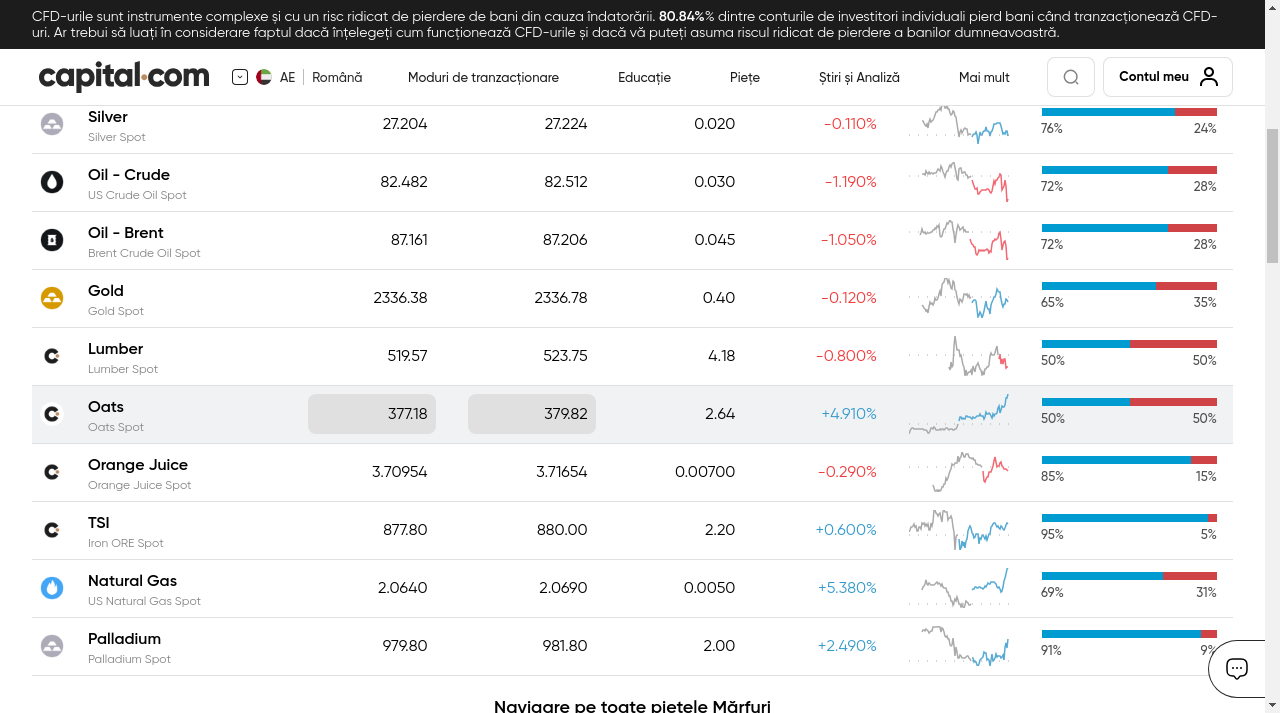 CFD-urile sunt instrumente complexe și cu un risc ridicat de pierdere de bani din cauza îndatorării. 80.84%% dintre conturile de investitori individuali pierd bani când tranzacționează CFD-
uri. Ar trebui să luați în considerare faptul dacă înțelegeți cum funcționează CFD-urile și dacă vă puteți asuma riscul ridicat de pierdere a banilor dumneavoastră.
capital.com AE Română Moduri de tranzacționare Educație Piețe Știri și Analiză Mai mult Contul meu
Silver 27.204 27.224 0.020 -0.110%
Silver Spot 76% 24%
Oil - Crude 82.482 82.512 0.030 -1.190%
US Crude Oil Spot 72% 28%
Oil - Brent 87.161 87.206 0.045 -1.050%
Brent Crude Oil Spot 72% 28%
Gold 2336.38 2336.78 0.40 -0.120%
Gold Spot 65% 35%
Lumber 519.57 523.75 4.18 -0.800%
Lumber Spot 50% 50%
Oats 377.18 379.82 2.64 +4.910%
Oats Spot 50% 50%
Orange Juice 3.70954 3.71654 0.00700 -0.290%
Orange Juice Spot 85% 15%
TSI 877.80 880.00 2.20 +0.600%
Iron ORE Spot 95% 5%
Natural Gas 2.0640 2.0690 0.0050 +5.380%
US Natural Gas Spot 69% 31%
Palladium 979.80 981.80 2.00 +2.490%
Palladium Spot 91% 9%
Navigare pe toate piețele Mărfuri